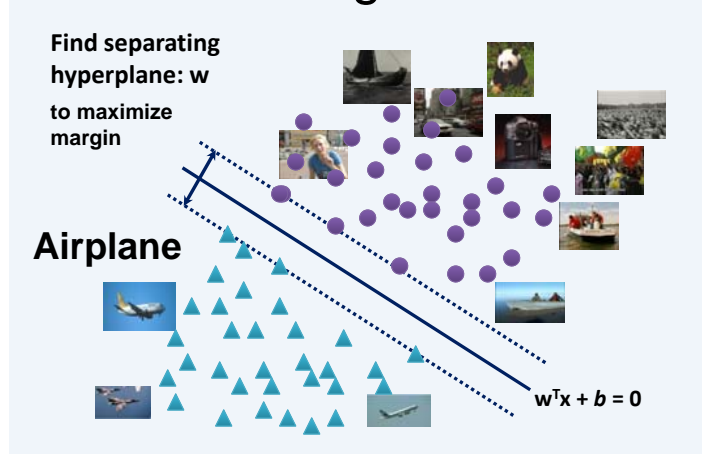 Find separating
hyperplane: w
to maximize
margin
Airplane
wᵀx + b = 0